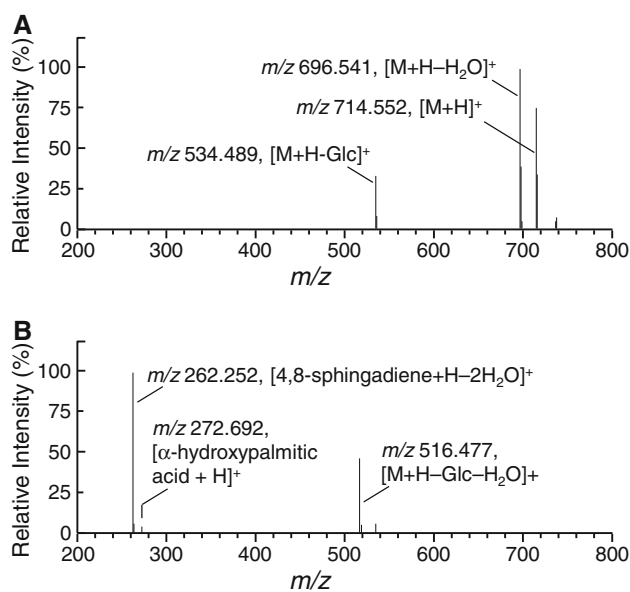 A
Relative Intensity (%)
100
75
50
25
0
m/z 696.541, [M+H–H₂O]⁺
m/z 714.552, [M+H]⁺
m/z 534.489, [M+H-Glc]⁺
200 300 400 500 600 700 800
m/z
B
Relative Intensity (%)
100
75
50
25
0
m/z 262.252, [4,8-sphingadiene+H–2H₂O]⁺
m/z 272.692,
[α-hydroxypalmitic
acid + H]⁺
m/z 516.477,
[M+H–Glc–H₂O]+
200 300 400 500 600 700 800
m/z